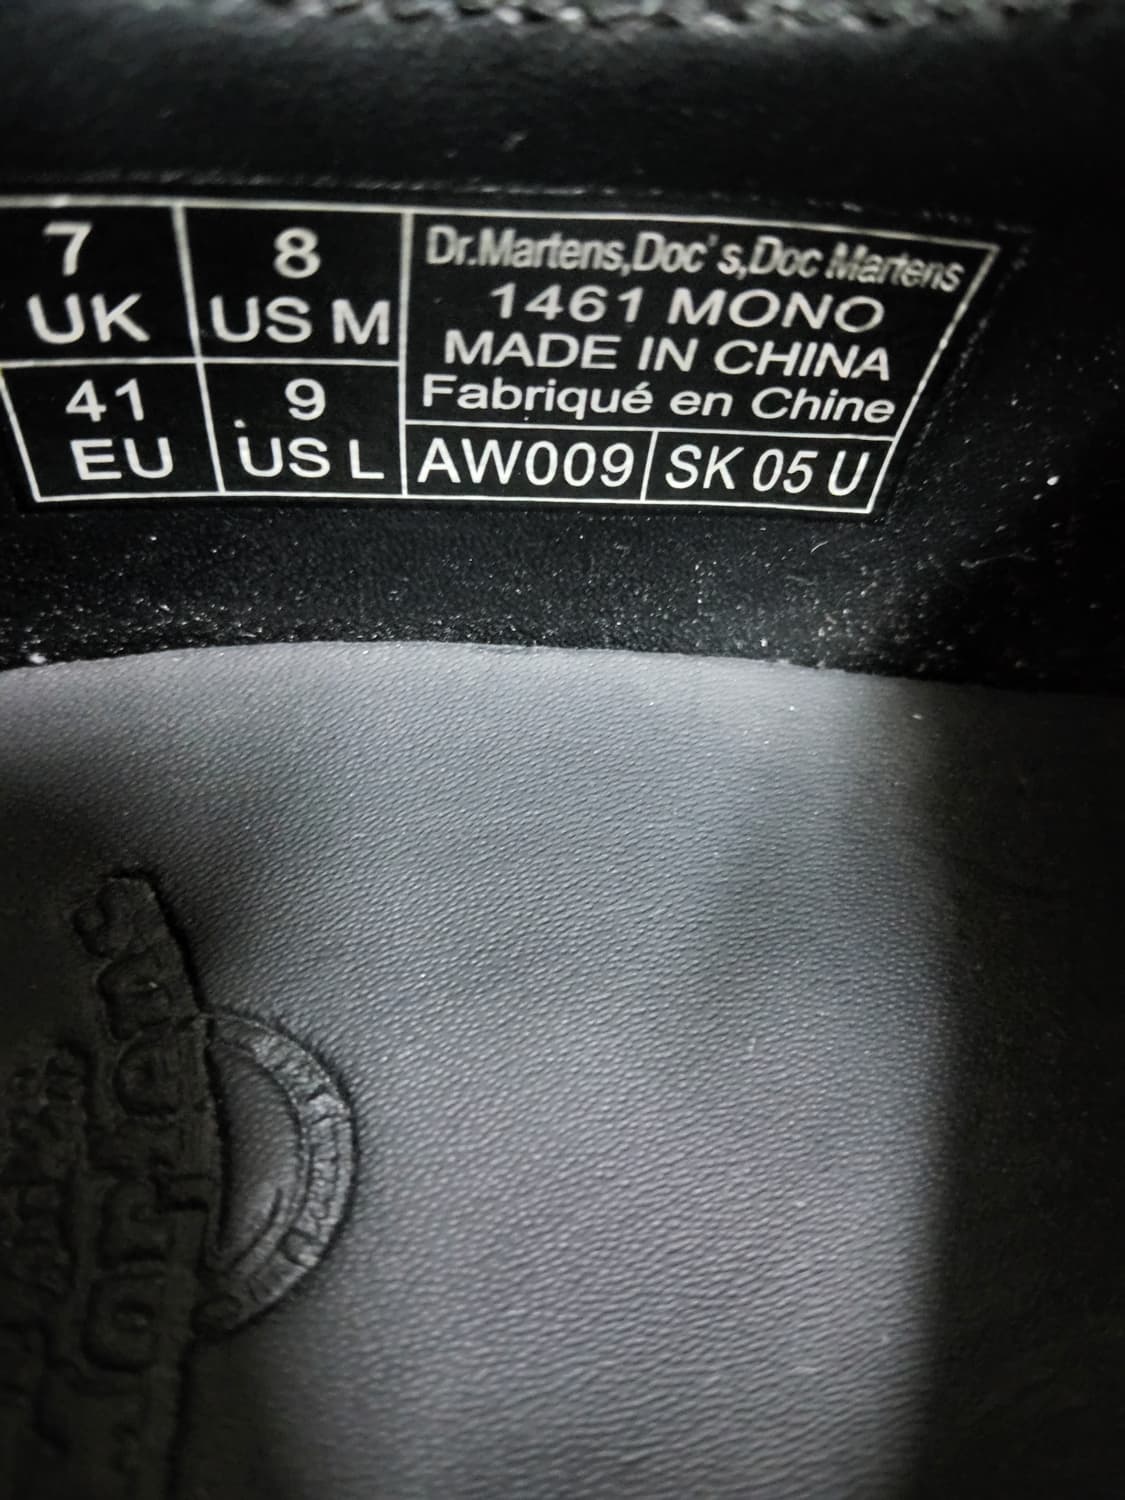 7
UK
8
US M
41
EU
9
US L
Dr.Martens,Doc's,Doc Martens
1461 MONO
MADE IN CHINA
Fabriqué en Chine
AW009
SK 05 U